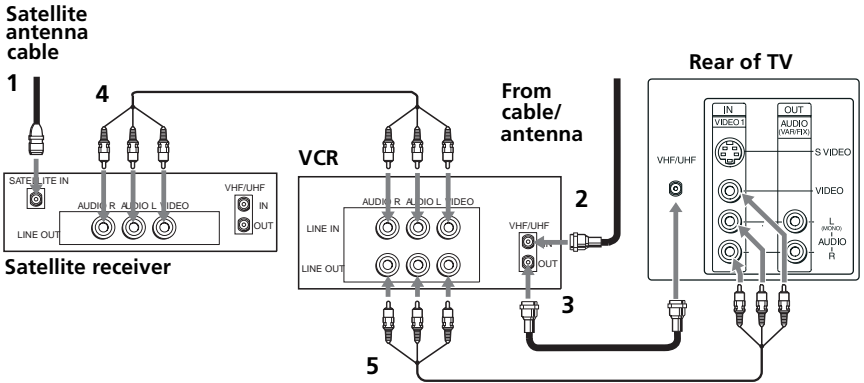 Satellite
antenna
cable
1
4
SATELLITE IN
AUDIO R AUDIO L VIDEO
LINE OUT
VHF/UHF
IN
OUT
Satellite receiver
VCR
AUDIO R AUDIO L VIDEO
LINE IN
LINE OUT
VHF/UHF
IN
OUT
From
cable/
antenna
2
3
5
Rear of TV
VHF/UHF
IN
VIDEO 1
OUT
AUDIO
(VAR/FIX)
S VIDEO
VIDEO
L
(MONO)
AUDIO
R